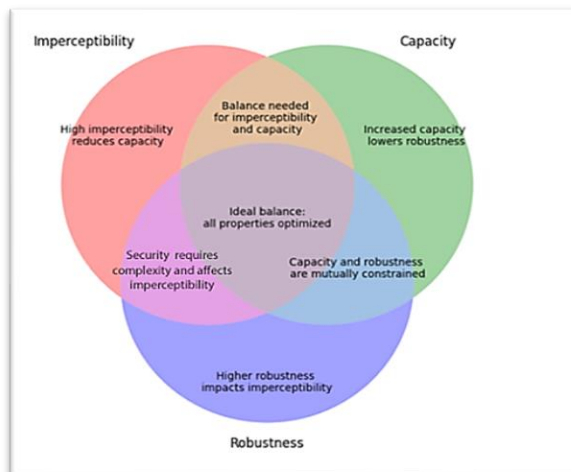 Imperceptibility
Capacity
Balance needed
for imperceptibility
and capacity
High imperceptibility
reduces capacity
Increased capacity
lowers robustness
Ideal balance:
all properties optimized
Security requires
complexity and affects
imperceptibility
Capacity and robustness
are mutually constrained
Higher robustness
impacts imperceptibility
Robustness